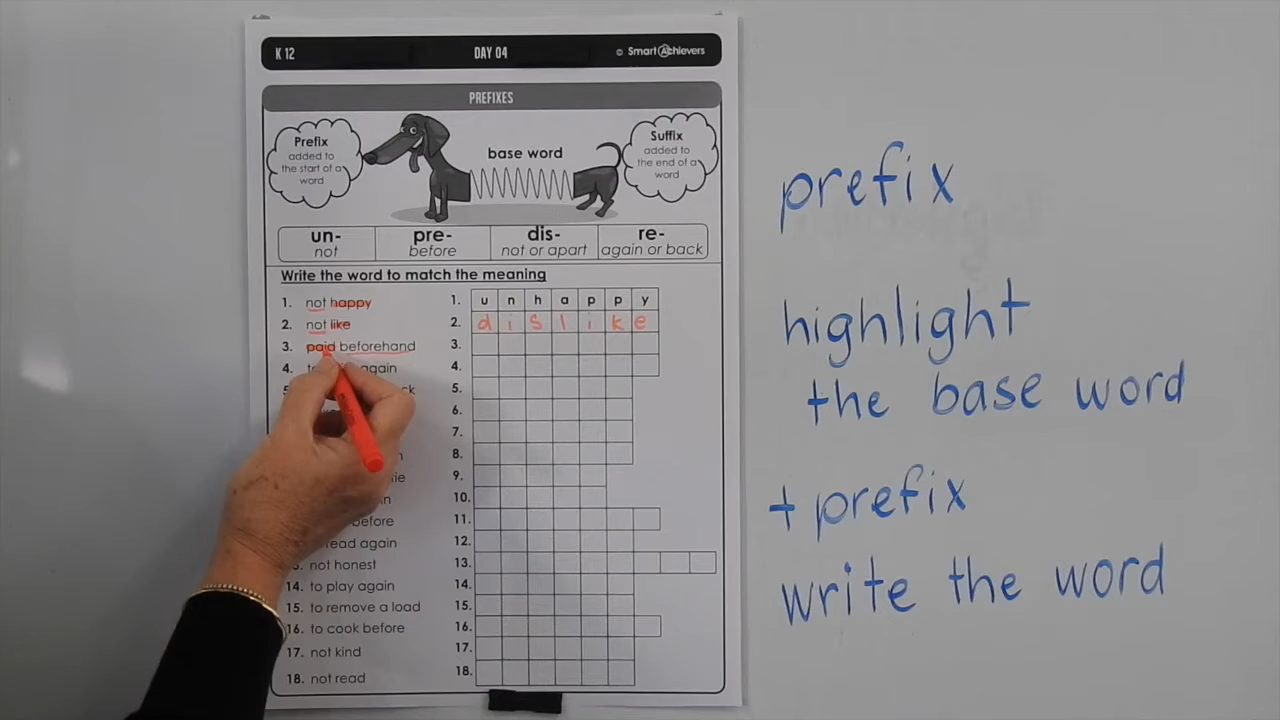 K 12 DAY 04 © Smart Achievers
PREFIXES
Prefix
added to
the start of a
word
base word
Suffix
added to
the end of a
word
un- pre- dis- re-
not before not or apart again or back
Write the word to match the meaning
1. not happy 1. u n h a p p y
2. not like 2. d i s l i k e
3. paid beforehand 3.
4. again 4.
5.
6.
7.
8.
9.
10.
before 11.
again 12.
not honest 13.
14. to play again 14.
15. to remove a load 15.
16. to cook before 16.
17. not kind 17.
18. not read 18.
prefix
highlight
the base word
+ prefix
write the word